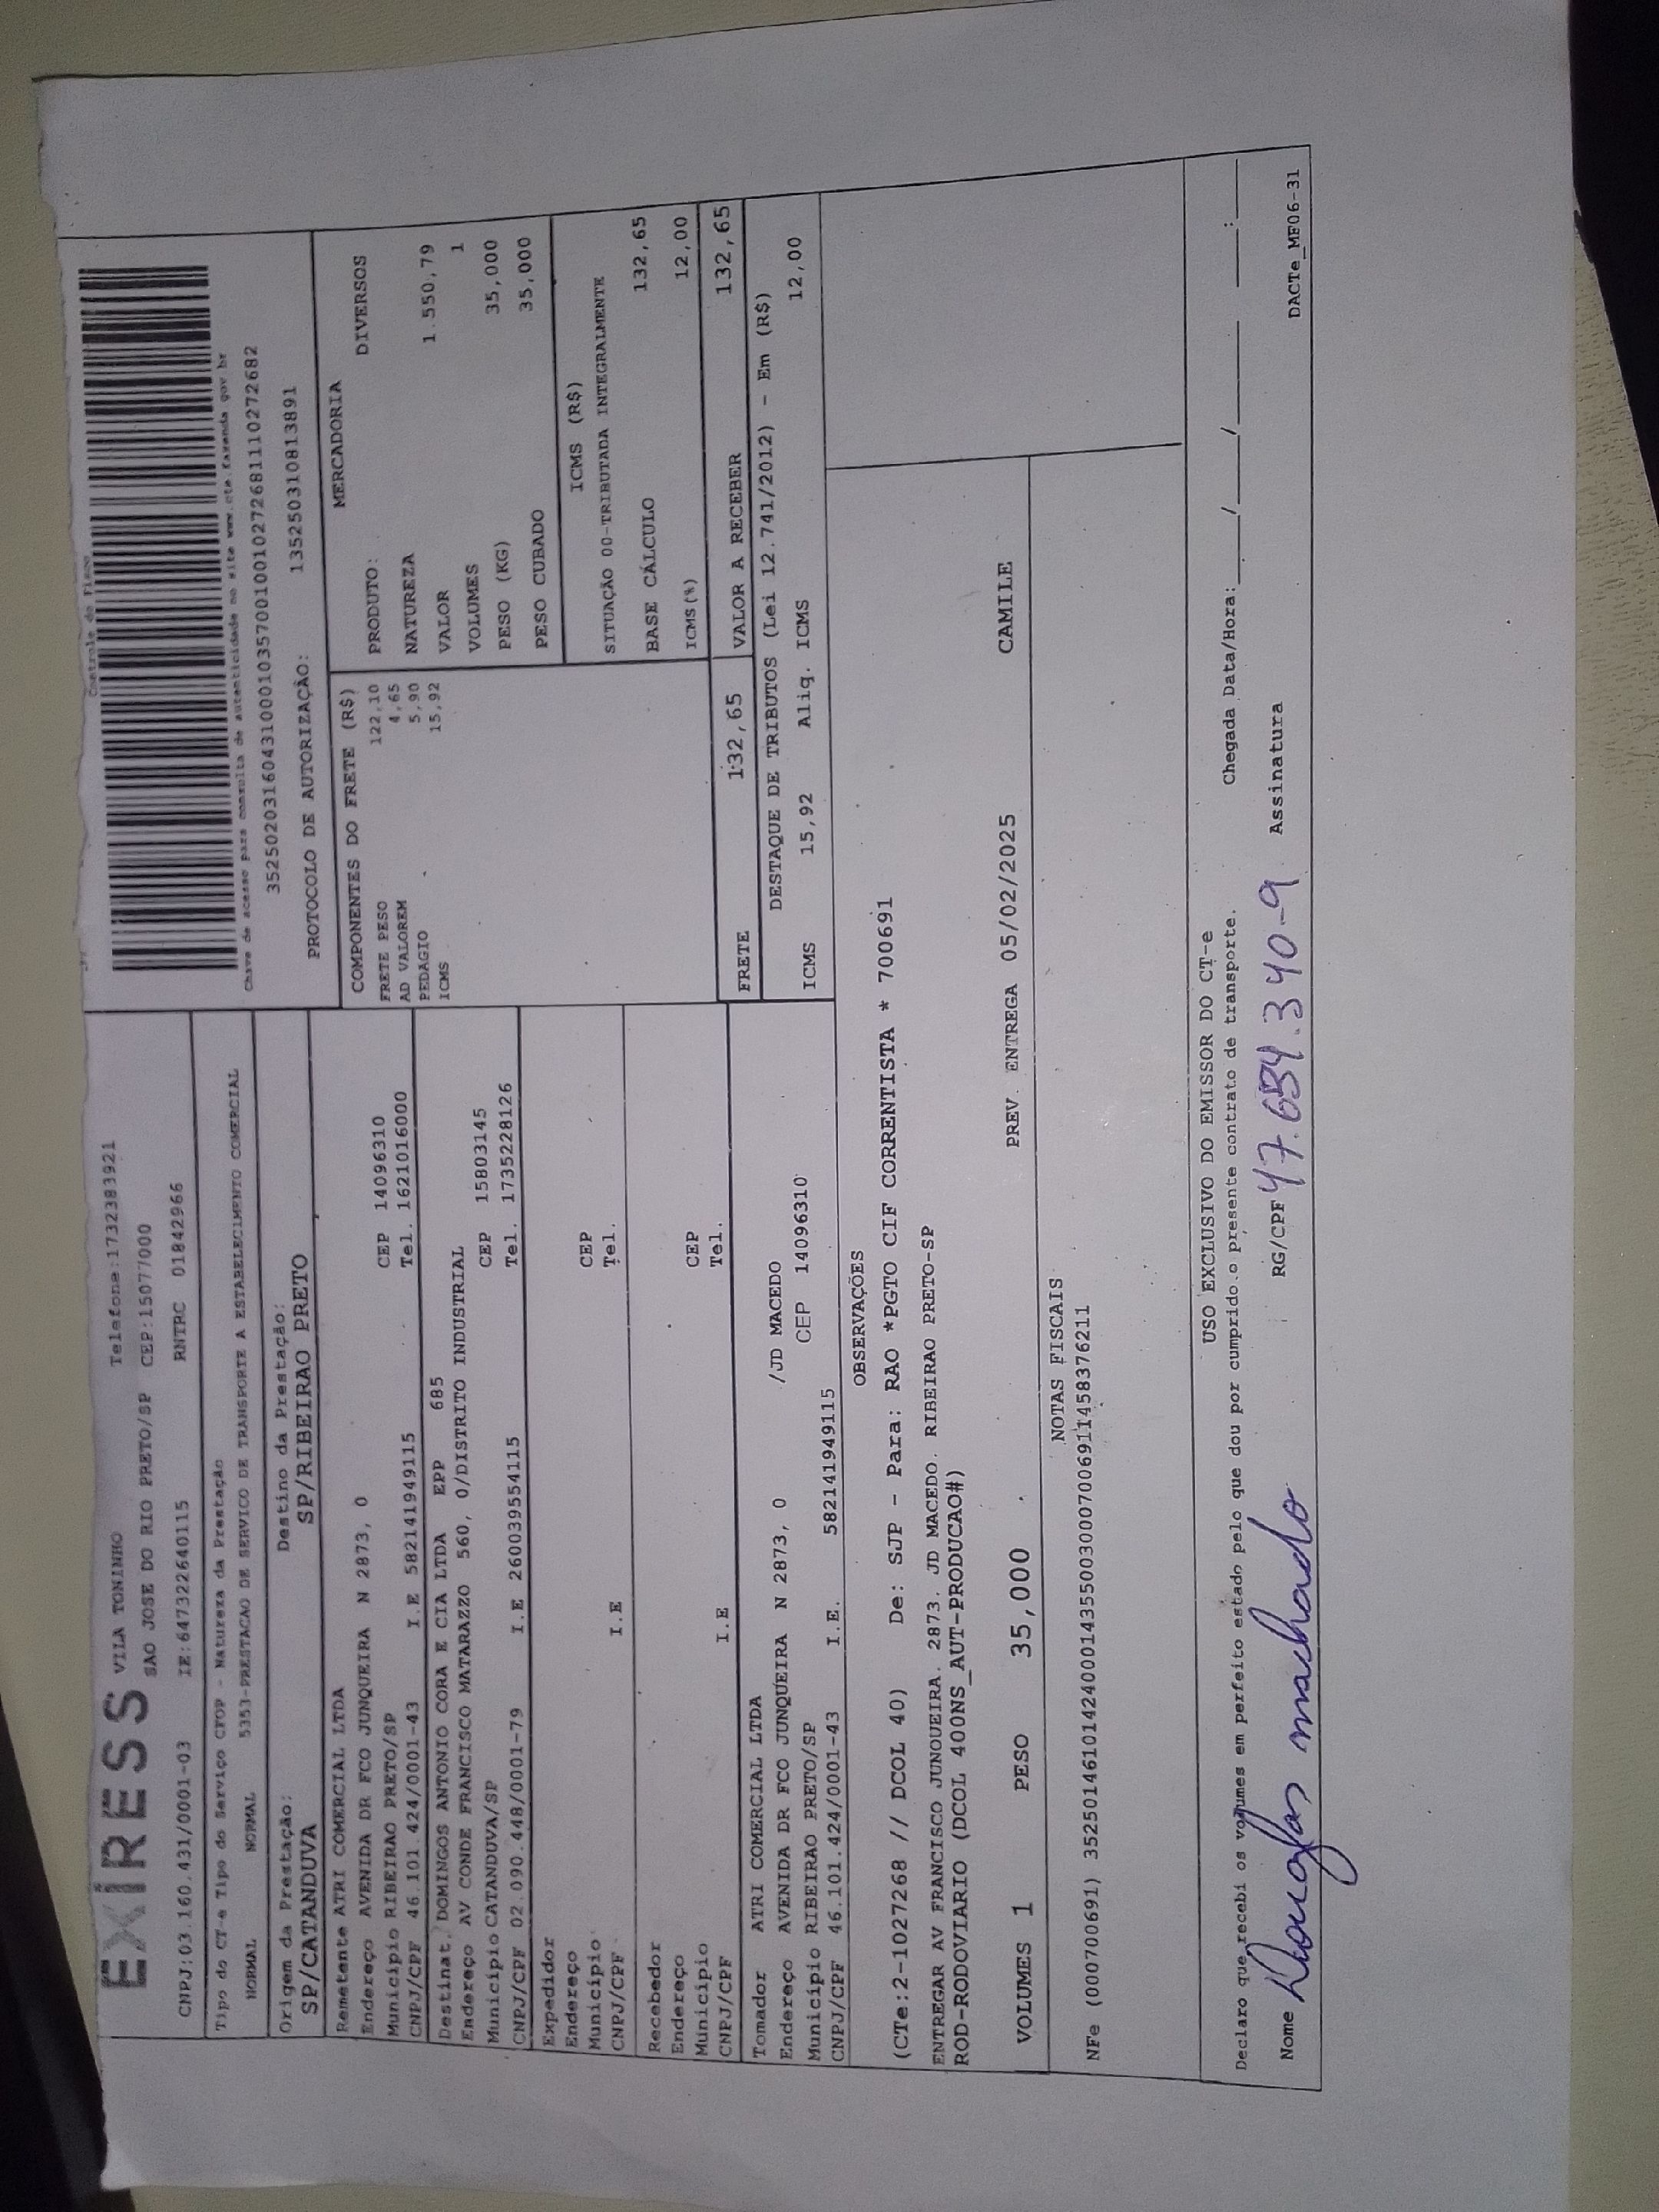 EXPRESS VILA TONINHO Telefone:1732383921
SAO JOSE DO RIO PRETO/SP CEP:15077000
CNPJ:03.160.431/0001-03 IE:647322640115 RNTRC 01842966
Tipo do CT-e Tipo do Serviço CFOP - Natureza da Prestação
NORMAL NORMAL 5353-PRESTACAO DE SERVICO DE TRANSPORTE A ESTABELECIMENTO COMERCIAL
Origem da Prestação: Destino da Prestação:
SP/CATANDUVA SP/RIBEIRAO PRETO
Controle do Fisco
Chave de acesso para consulta de autenticidade no site www.cte.fazenda.gov.br
35250203160431000103570010010272681110272682
PROTOCOLO DE AUTORIZAÇÃO: 135250310813891
Remetente ATRI COMERCIAL LTDA
Endereço AVENIDA DR FCO JUNQUEIRA N 2873, 0
Município RIBEIRAO PRETO/SP CEP 14096310
CNPJ/CPF 46.101.424/0001-43 I.E 582141949115 Tel. 1621016000
Destinat. DOMINGOS ANTONIO CORA E CIA LTDA EPP 685
Endereço AV CONDE FRANCISCO MATARAZZO 560, 0/DISTRITO INDUSTRIAL
Município CATANDUVA/SP CEP 15803145
CNPJ/CPF 02.090.448/0001-79 I.E 260039554115 Tel. 1735228126
Expedidor
Endereço
Município CEP
CNPJ/CPF I.E Tel.
Recebedor
Endereço
Município CEP
CNPJ/CPF I.E Tel.
Tomador ATRI COMERCIAL LTDA
Endereço AVENIDA DR FCO JUNQUEIRA N 2873, 0 /JD MACEDO
Município RIBEIRAO PRETO/SP CEP 14096310
CNPJ/CPF 46.101.424/0001-43 I.E. 582141949115
COMPONENTES DO FRETE (R$)
FRETE PESO 122,10
AD VALOREM 4,65
PEDAGIO 5,90
ICMS 15,92
MERCADORIA
PRODUTO: DIVERSOS
NATUREZA
VALOR 1.550,79
VOLUMES 1
PESO (KG) 35,000
PESO CUBADO 35,000
ICMS (R$)
SITUAÇÃO 00-TRIBUTADA INTEGRALMENTE
BASE CÁLCULO 132,65
ICMS(%) 12,00
FRETE 132,65 VALOR A RECEBER 132,65
DESTAQUE DE TRIBUTOS (Lei 12.741/2012) - Em (R$)
ICMS 15,92 Aliq. ICMS 12,00
OBSERVAÇÕES
(CTe:2-1027268 // DCOL 40) De: SJP - Para: RAO *PGTO CIF CORRENTISTA * 700691
ENTREGAR AV FRANCISCO JUNQUEIRA. 2873. JD MACEDO. RIBEIRAO PRETO-SP
ROD-RODOVIARIO (DCOL 400NS_AUT-PRODUCAO#)
VOLUMES 1 PESO 35,000 PREV. ENTREGA 05/02/2025 CAMILE
NOTAS FISCAIS
NFe (000700691) 35250146101424000143550030007006911458376211
USO EXCLUSIVO DO EMISSOR DO CT-e
Declaro que recebi os volumes em perfeito estado pelo que dou por cumprido o presente contrato de transporte. Chegada Data/Hora:____/____/____ ___:___
Nome Douglas machado RG/CPF 47.654.340-9 Assinatura
DACTe_MF06-31